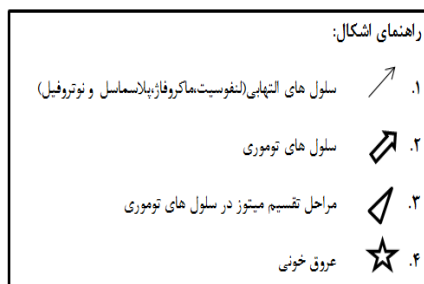 راهنمای اشکال:
۱. سلول های التهابی(لنفوسیت،ماکروفاژ،پلاسماسل و نوتروفیل)
۲. سلول های توموری
۳. مراحل تقسیم میتوز در سلول های توموری
۴. عروق خونی